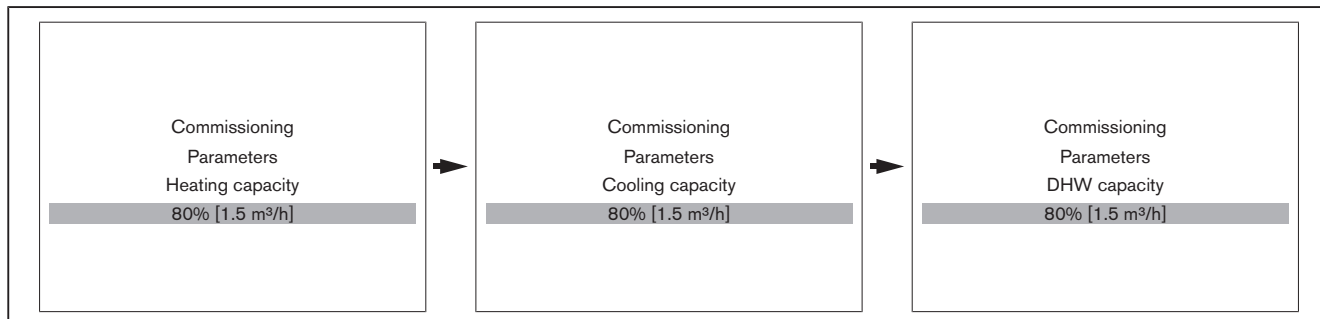 Commissioning
Parameters
Heating capacity
80% [1.5 m³/h]
Commissioning
Parameters
Cooling capacity
80% [1.5 m³/h]
Commissioning
Parameters
DHW capacity
80% [1.5 m³/h]